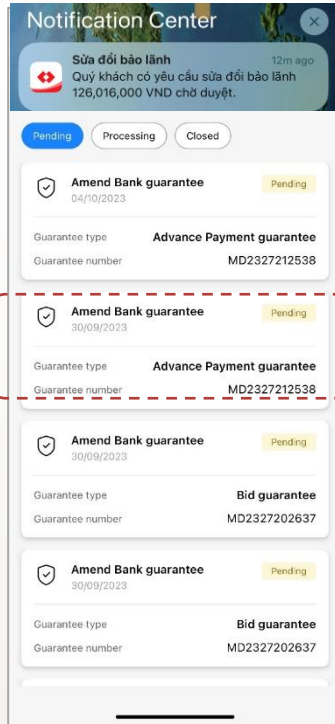 Notification Center
Sửa đổi bảo lãnh 12m ago
Quý khách có yêu cầu sửa đổi bảo lãnh
126,016,000 VND chờ duyệt.
Pending Processing Closed
Amend Bank guarantee Pending
04/10/2023
Guarantee type Advance Payment guarantee
Guarantee number MD2327212538
Amend Bank guarantee Pending
30/09/2023
Guarantee type Advance Payment guarantee
Guarantee number MD2327212538
Amend Bank guarantee Pending
30/09/2023
Guarantee type Bid guarantee
Guarantee number MD2327202637
Amend Bank guarantee Pending
30/09/2023
Guarantee type Bid guarantee
Guarantee number MD2327202637